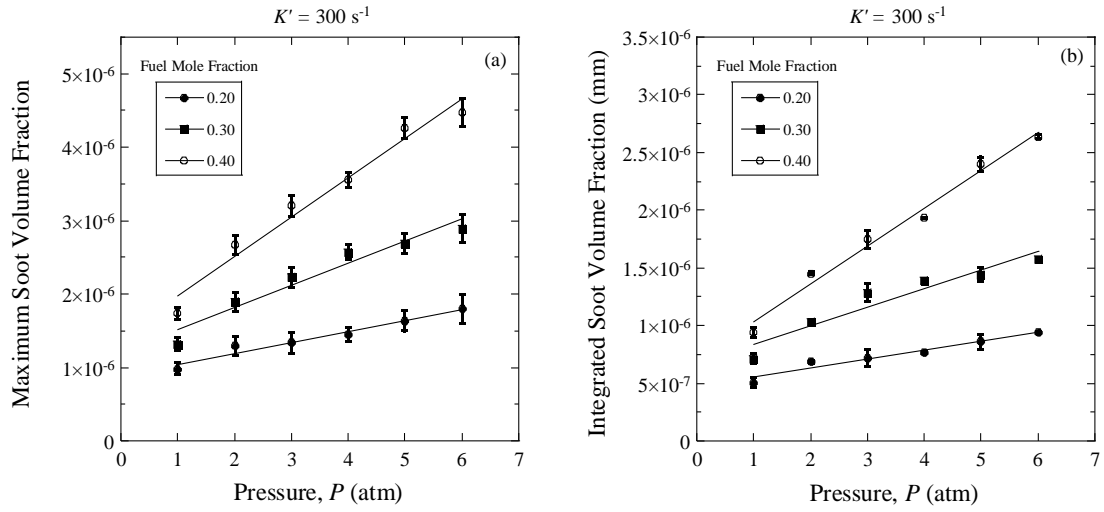 K' = 300 s⁻¹
(a)
Fuel Mole Fraction
0.20
0.30
0.40
5×10⁻⁶
4×10⁻⁶
3×10⁻⁶
2×10⁻⁶
1×10⁻⁶
0
0 1 2 3 4 5 6 7
Maximum Soot Volume Fraction
Pressure, P (atm)
K' = 300 s⁻¹
(b)
Fuel Mole Fraction
0.20
0.30
0.40
3.5×10⁻⁶
3×10⁻⁶
2.5×10⁻⁶
2×10⁻⁶
1.5×10⁻⁶
1×10⁻⁶
5×10⁻⁷
0
0 1 2 3 4 5 6 7
Integrated Soot Volume Fraction (mm)
Pressure, P (atm)